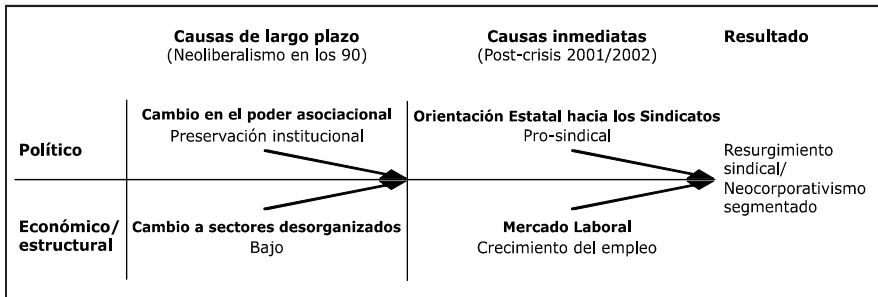 Causas de largo plazo
(Neoliberalismo en los 90)
Causas inmediatas
(Post-crisis 2001/2002)
Resultado
Político
Cambio en el poder asociacional
Preservación institucional
Orientación Estatal hacia los Sindicatos
Pro-sindical
Resurgimiento
sindical/
Neocorporativismo
segmentado
Económico/
estructural
Cambio a sectores desorganizados
Bajo
Mercado Laboral
Crecimiento del empleo